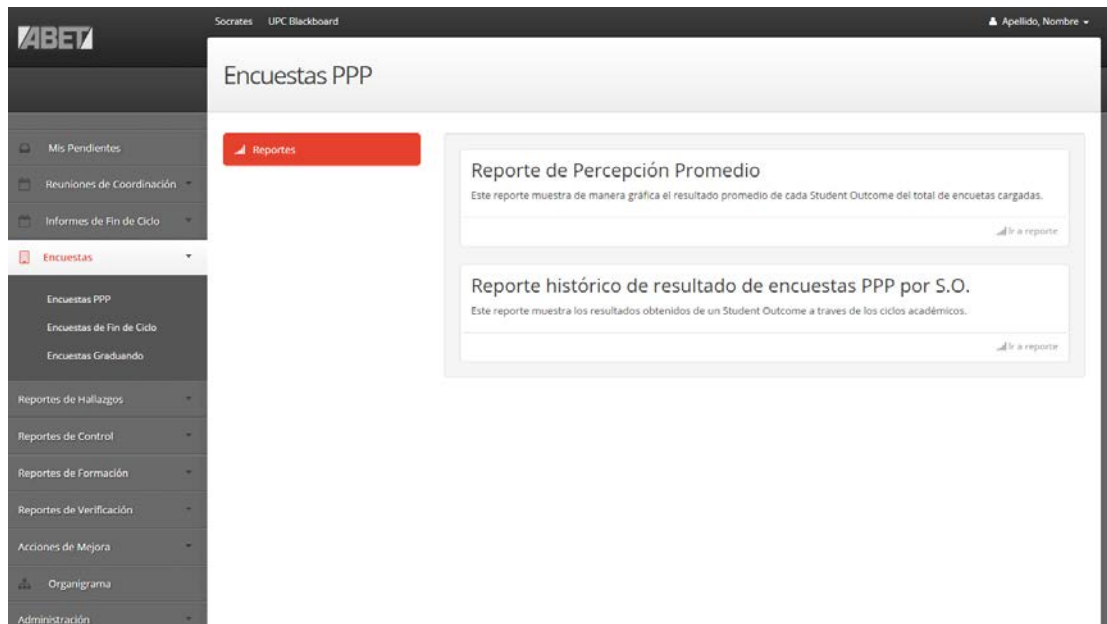 Socrates UPC Blackboard Apellido, Nombre
ABET
Encuestas PPP
Mis Pendientes
Reuniones de Coordinación
Informes de Fin de Ciclo
Encuestas
Encuestas PPP
Encuestas de Fin de Ciclo
Encuestas Graduando
Reportes de Hallazgos
Reportes de Control
Reportes de Formación
Reportes de Verificación
Acciones de Mejora
Organigrama
Administración
Reportes
Reporte de Percepción Promedio
Este reporte muestra de manera gráfica el resultado promedio de cada Student Outcome del total de encuetas cargadas.
Ir a reporte
Reporte histórico de resultado de encuestas PPP por S.O.
Este reporte muestra los resultados obtenidos de un Student Outcome a traves de los ciclos académicos.
Ir a reporte